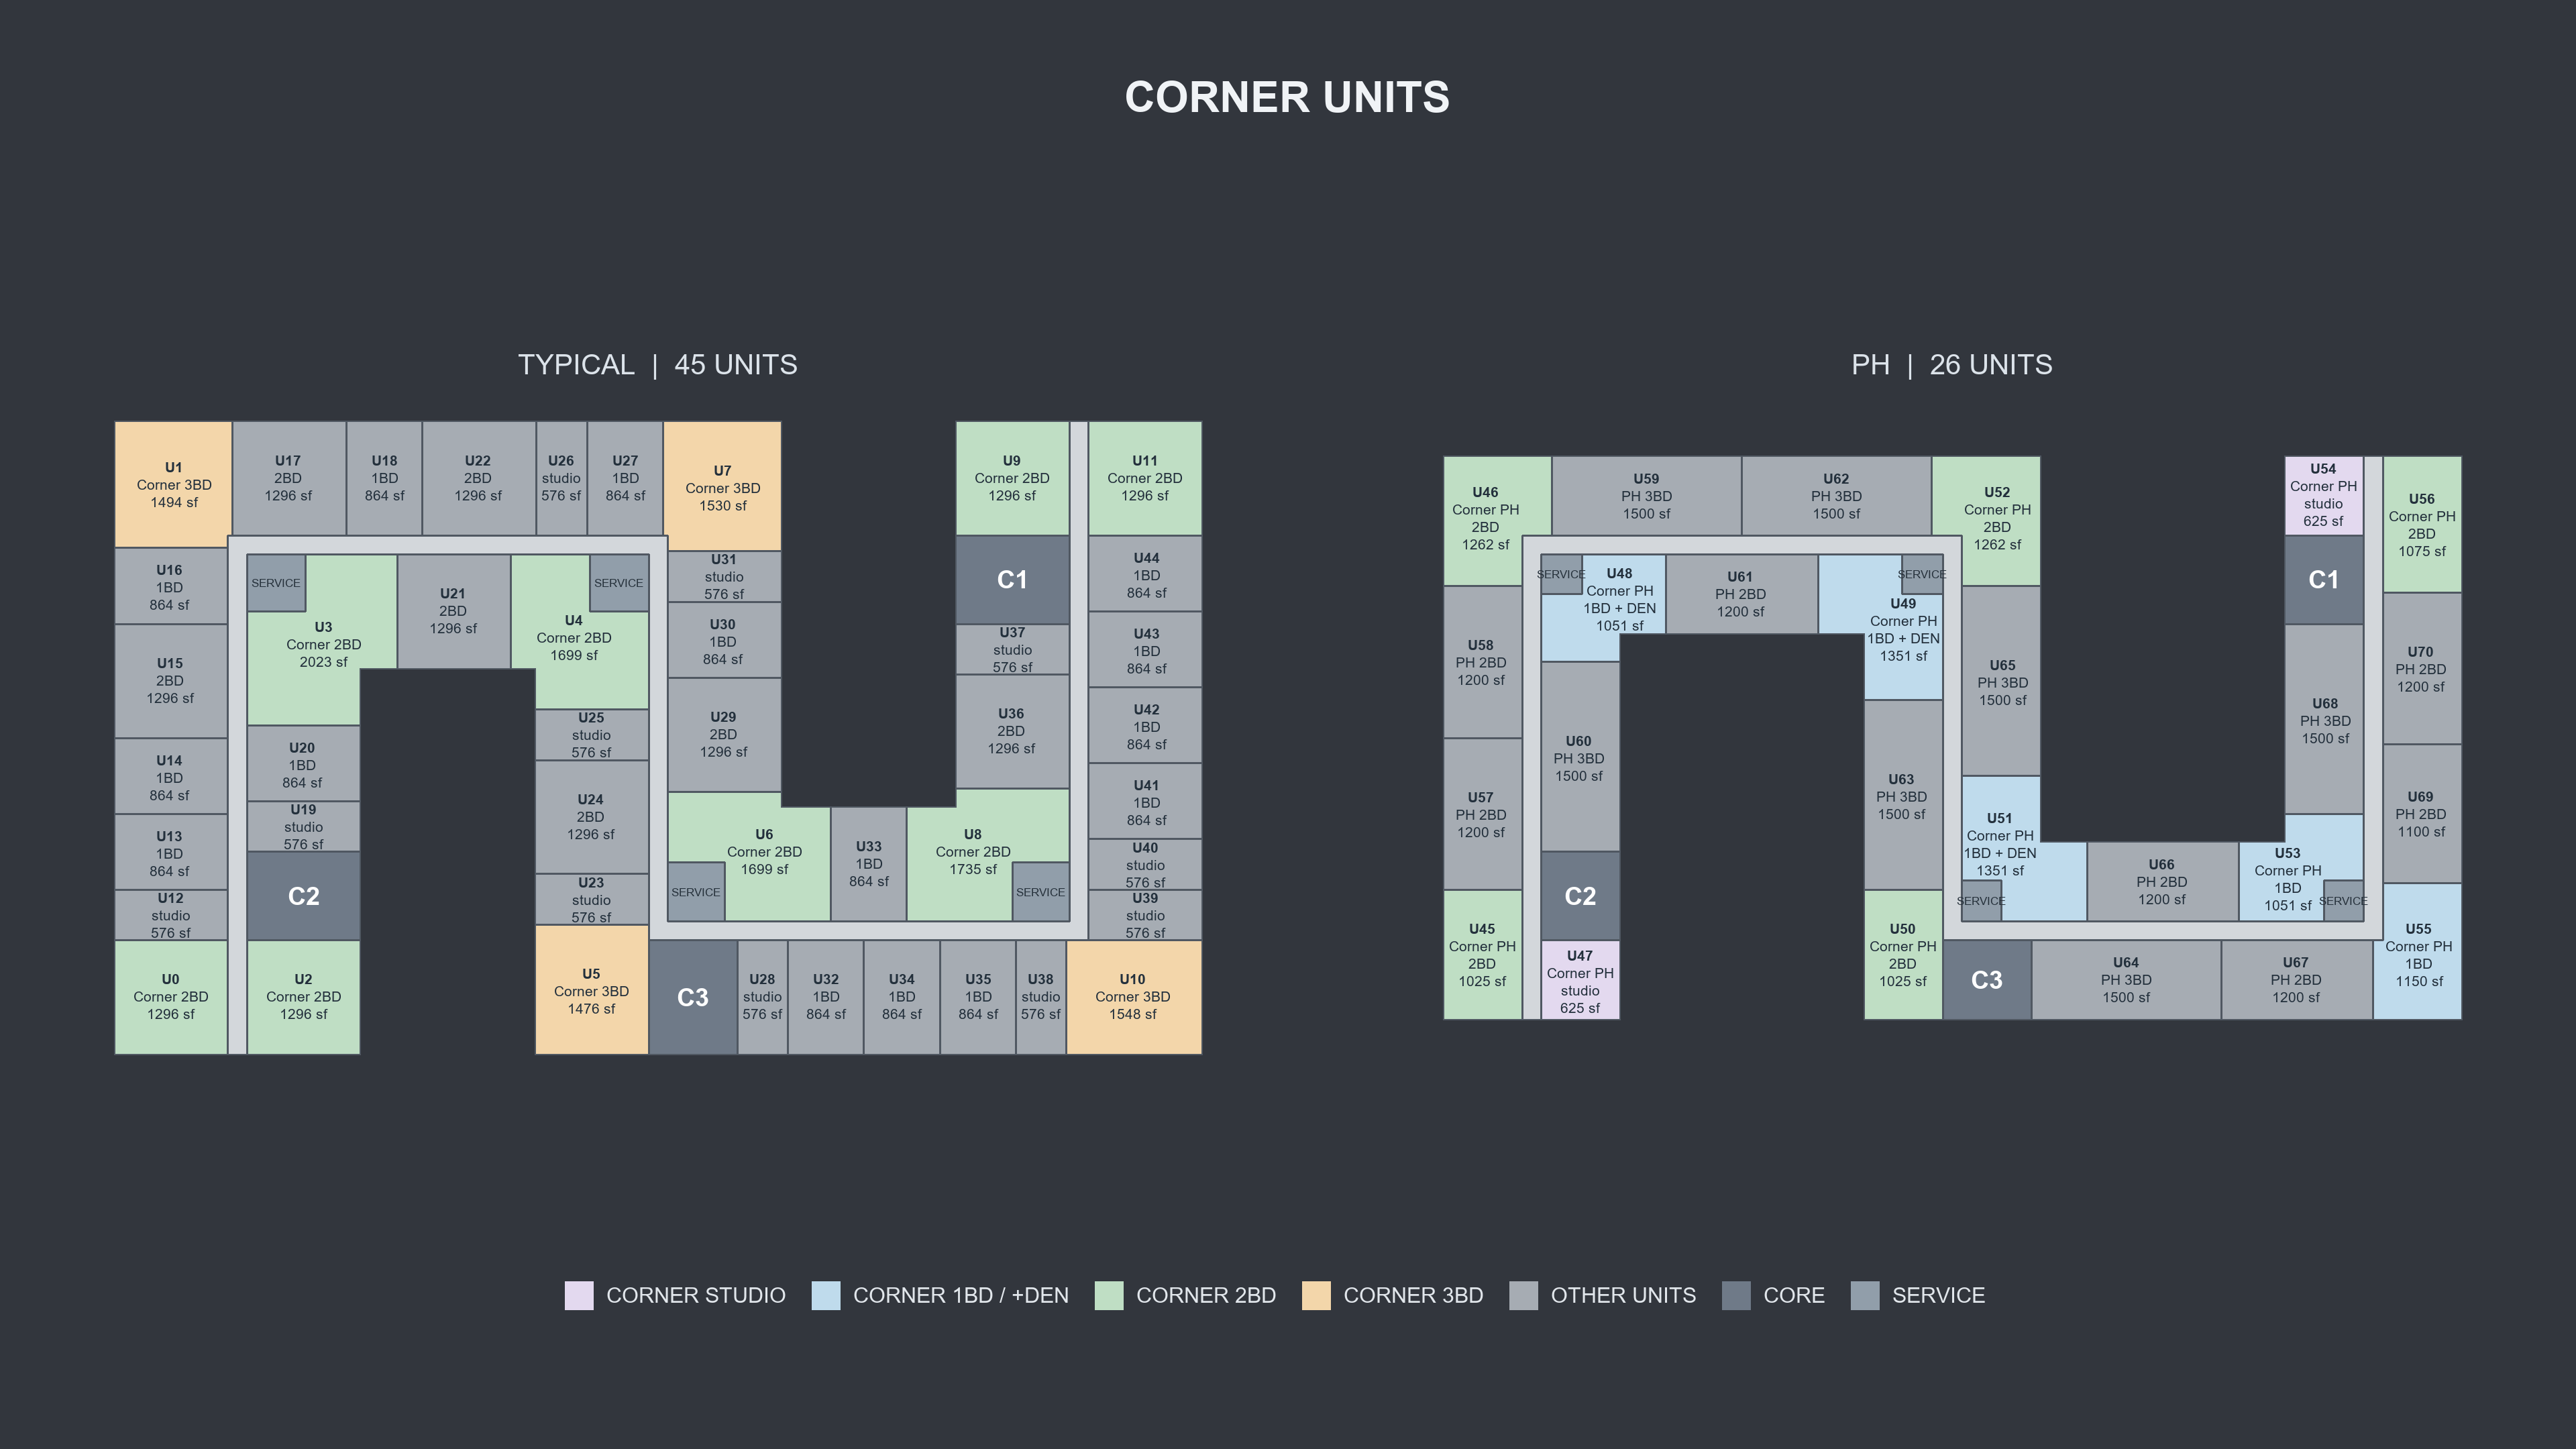 CORNER UNITS
TYPICAL | 45 UNITS
U1
Corner 3BD
1494 sf
U17
2BD
1296 sf
U18
1BD
864 sf
U22
2BD
1296 sf
U26
studio
576 sf
U27
1BD
864 sf
U7
Corner 3BD
1530 sf
U9
Corner 2BD
1296 sf
U11
Corner 2BD
1296 sf
U16
1BD
864 sf
SERVICE
U3
Corner 2BD
2023 sf
U21
2BD
1296 sf
U4
Corner 2BD
1699 sf
SERVICE
U31
studio
576 sf
C1
U44
1BD
864 sf
U15
2BD
1296 sf
U30
1BD
864 sf
U37
studio
576 sf
U43
1BD
864 sf
U14
1BD
864 sf
U20
1BD
864 sf
U25
studio
576 sf
U29
2BD
1296 sf
U36
2BD
1296 sf
U42
1BD
864 sf
U13
1BD
864 sf
U19
studio
576 sf
U24
2BD
1296 sf
U6
Corner 2BD
1699 sf
SERVICE
U33
1BD
864 sf
U8
Corner 2BD
1735 sf
SERVICE
U41
1BD
864 sf
U12
studio
576 sf
C2
U23
studio
576 sf
U40
studio
576 sf
U39
studio
576 sf
U0
Corner 2BD
1296 sf
U2
Corner 2BD
1296 sf
U5
Corner 3BD
1476 sf
C3
U28
studio
576 sf
U32
1BD
864 sf
U34
1BD
864 sf
U35
1BD
864 sf
U38
studio
576 sf
U10
Corner 3BD
1548 sf
PH | 26 UNITS
U46
Corner PH
2BD
1262 sf
U59
PH 3BD
1500 sf
U62
PH 3BD
1500 sf
U52
Corner PH
2BD
1262 sf
U54
Corner PH
studio
625 sf
U56
Corner PH
2BD
1075 sf
SERVICE
U48
Corner PH
1BD + DEN
1051 sf
U61
PH 2BD
1200 sf
SERVICE
U49
Corner PH
1BD + DEN
1351 sf
C1
U58
PH 2BD
1200 sf
U65
PH 3BD
1500 sf
U68
PH 3BD
1500 sf
U70
PH 2BD
1200 sf
U57
PH 2BD
1200 sf
U60
PH 3BD
1500 sf
U63
PH 3BD
1500 sf
U51
Corner PH
1BD + DEN
1351 sf
SERVICE
U66
PH 2BD
1200 sf
U53
Corner PH
1BD
1051 sf
SERVICE
U69
PH 2BD
1100 sf
U45
Corner PH
2BD
1025 sf
C2
U47
Corner PH
studio
625 sf
U50
Corner PH
2BD
1025 sf
C3
U64
PH 3BD
1500 sf
U67
PH 2BD
1200 sf
U55
Corner PH
1BD
1150 sf
CORNER STUDIO
CORNER 1BD / +DEN
CORNER 2BD
CORNER 3BD
OTHER UNITS
CORE
SERVICE